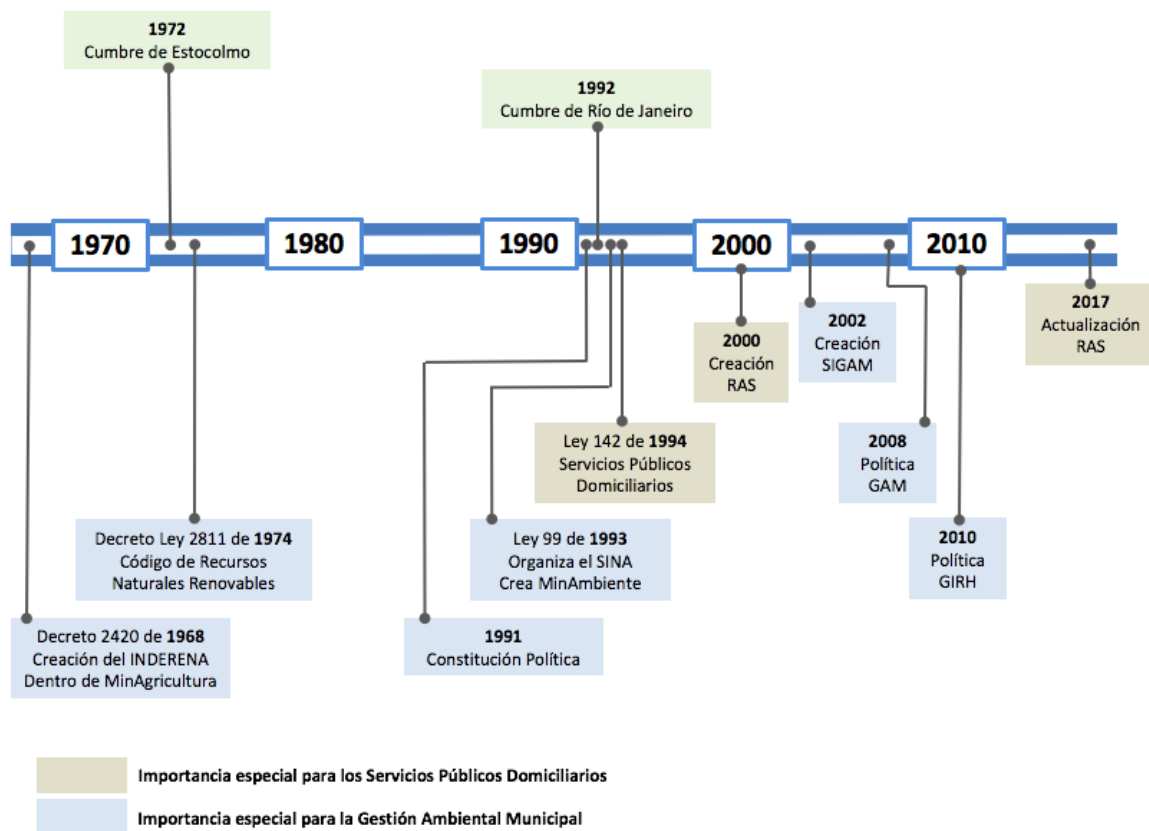 1972
Cumbre de Estocolmo
1992
Cumbre de Río de Janeiro
1970
1980
1990
2000
2010
2000
Creación
RAS
2002
Creación
SIGAM
2017
Actualización
RAS
Ley 142 de 1994
Servicios Públicos
Domiciliarios
2008
Política
GAM
Decreto Ley 2811 de 1974
Código de Recursos
Naturales Renovables
Ley 99 de 1993
Organiza el SINA
Crea MinAmbiente
2010
Política
GIRH
Decreto 2420 de 1968
Creación del INDERENA
Dentro de MinAgricultura
1991
Constitución Política
Importancia especial para los Servicios Públicos Domiciliarios
Importancia especial para la Gestión Ambiental Municipal